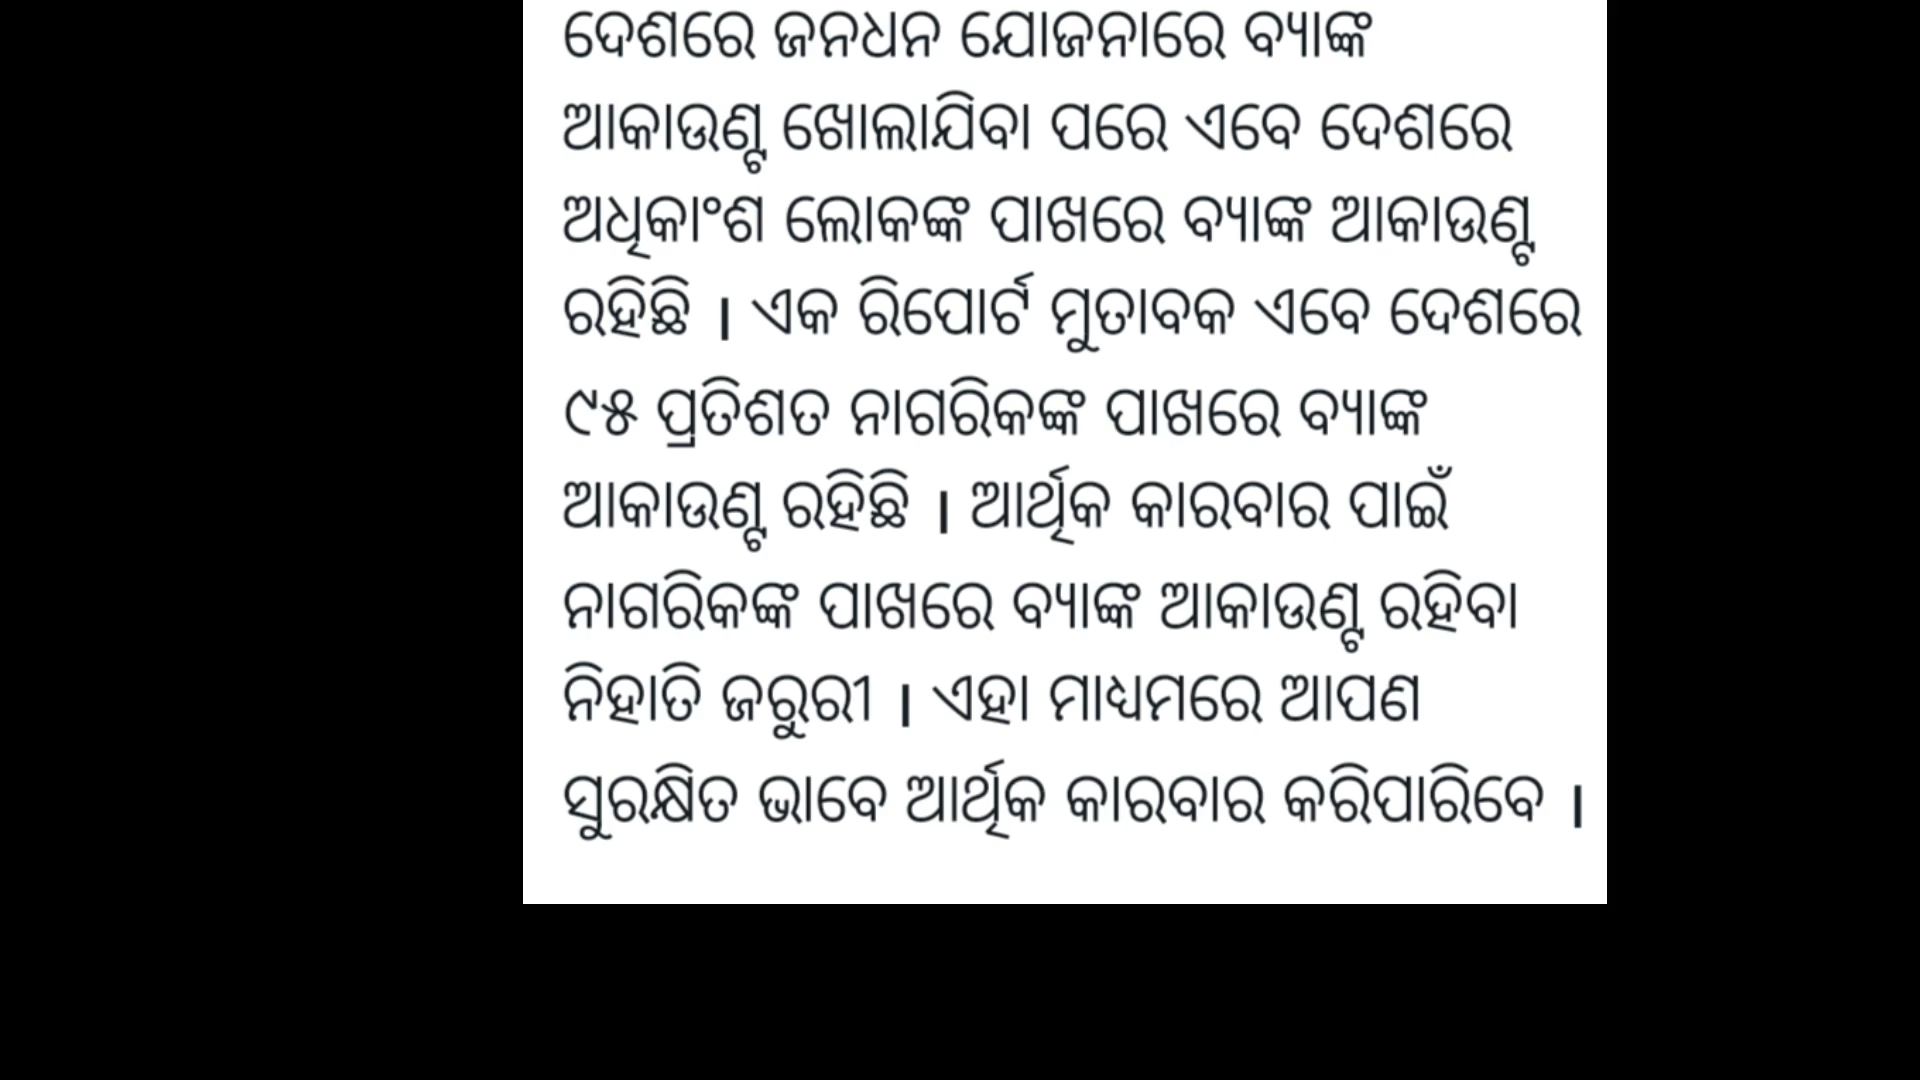 ଦେଶରେ ଜନଧନ ଯୋଜନାରେ ବ୍ୟାଙ୍କ
ଆକାଉଣ୍ଟ ଖୋଲାଯିବା ପରେ ଏବେ ଦେଶରେ
ଅଧିକାଂଶ ଲୋକଙ୍କ ପାଖରେ ବ୍ୟାଙ୍କ ଆକାଉଣ୍ଟ
ରହିଛି । ଏକ ରିପୋର୍ଟ ମୁତାବକ ଏବେ ଦେଶରେ
୯୫ ପ୍ରତିଶତ ନାଗରିକଙ୍କ ପାଖରେ ବ୍ୟାଙ୍କ
ଆକାଉଣ୍ଟ ରହିଛି । ଆର୍ଥିକ କାରବାର ପାଇଁ
ନାଗରିକଙ୍କ ପାଖରେ ବ୍ୟାଙ୍କ ଆକାଉଣ୍ଟ ରହିବା
ନିହାତି ଜରୁରୀ । ଏହା ମାଧ୍ୟମରେ ଆପଣ
ସୁରକ୍ଷିତ ଭାବେ ଆର୍ଥିକ କାରବାର କରିପାରିବେ ।